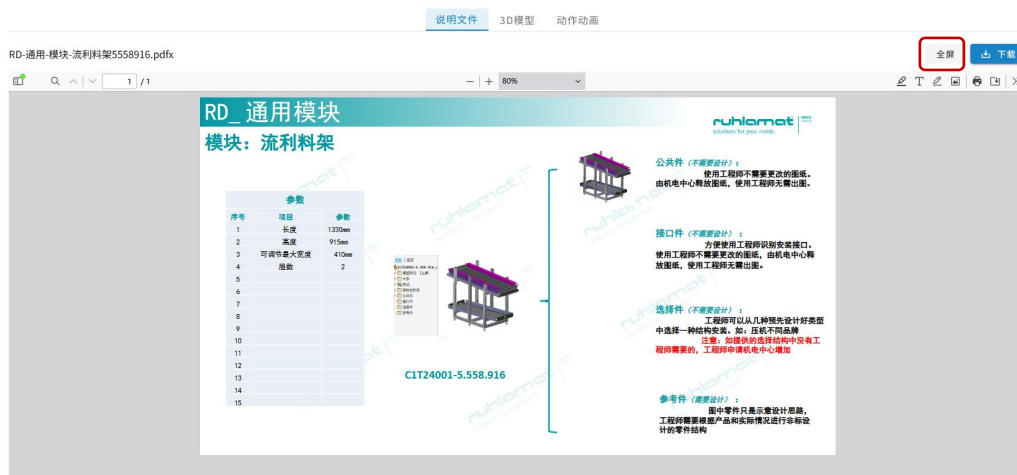 说明文件 3D模型 动作动画
RD-通用-模块-流利料架5558916.pdfx
全屏 下载
1 /1
80%
RD_通用模块
ruhlamat
solutions for your needs.
模块：流利料架
参数
序号 项目 参数
1 长度 1330mm
2 高度 915mm
3 可调节最大宽度 410mm
4 层数 2
5
6
7
8
9
10
11
12
13
14
15
C1T24001-5.558.916
公共件（不需要设计）：
使用工程师不需要更改的图纸。
由机电中心释放图纸，使用工程师无需出图。
接口件（不需要设计）：
方便使用工程师识别安装接口。
使用工程师不需要更改的图纸，由机电中心释
放图纸，使用工程师无需出图。
选择件（不需要设计）：
工程师可以从几种预先设计好类型
中选择一种结构安装。如：压机不同品牌
注意：如提供的选择结构中没有工
程师需要的，工程师申请机电中心增加
参考件（需要设计）：
图中零件只是示意设计思路，
工程师需要根据产品和实际情况进行非标设
计的零件结构